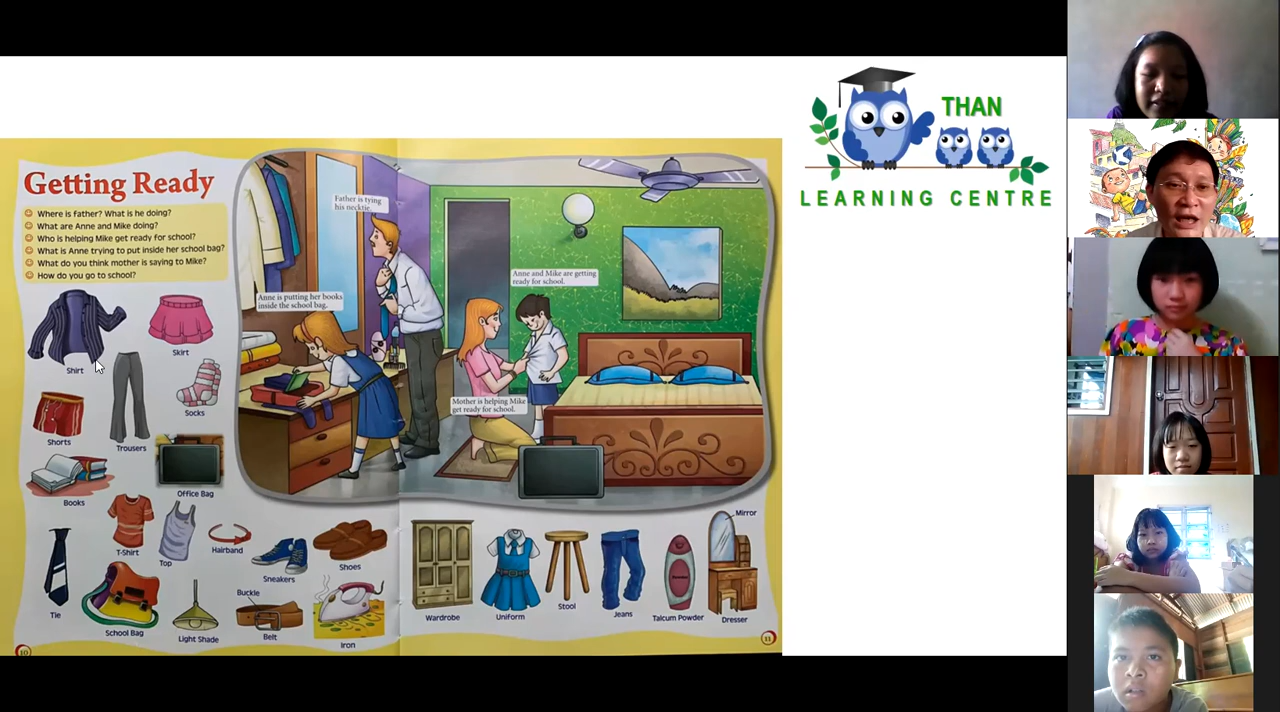 THAN
LEARNING CENTRE
Getting Ready
Where is Father? What is he doing?
What are Anne and Mike doing?
Who is helping Mike get ready for school?
What is Anne trying to put inside her school bag?
What do you think mother is saying to Mike?
How do you go to school?
Father is tying
his necktie.
Anne and Mike are getting
ready for school.
Anne is putting her books
inside the school bag.
Mother is helping Mike
get ready for school.
Shirt
Skirt
Socks
Shorts
Trousers
Office Bag
Books
T-Shirt
Top
Hairband
Sneakers
Shoes
Tie
School Bag
Light Shade
Buckle
Belt
Iron
Wardrobe
Uniform
Stool
Jeans
Talcum Powder
Mirror
Dresser
10
11